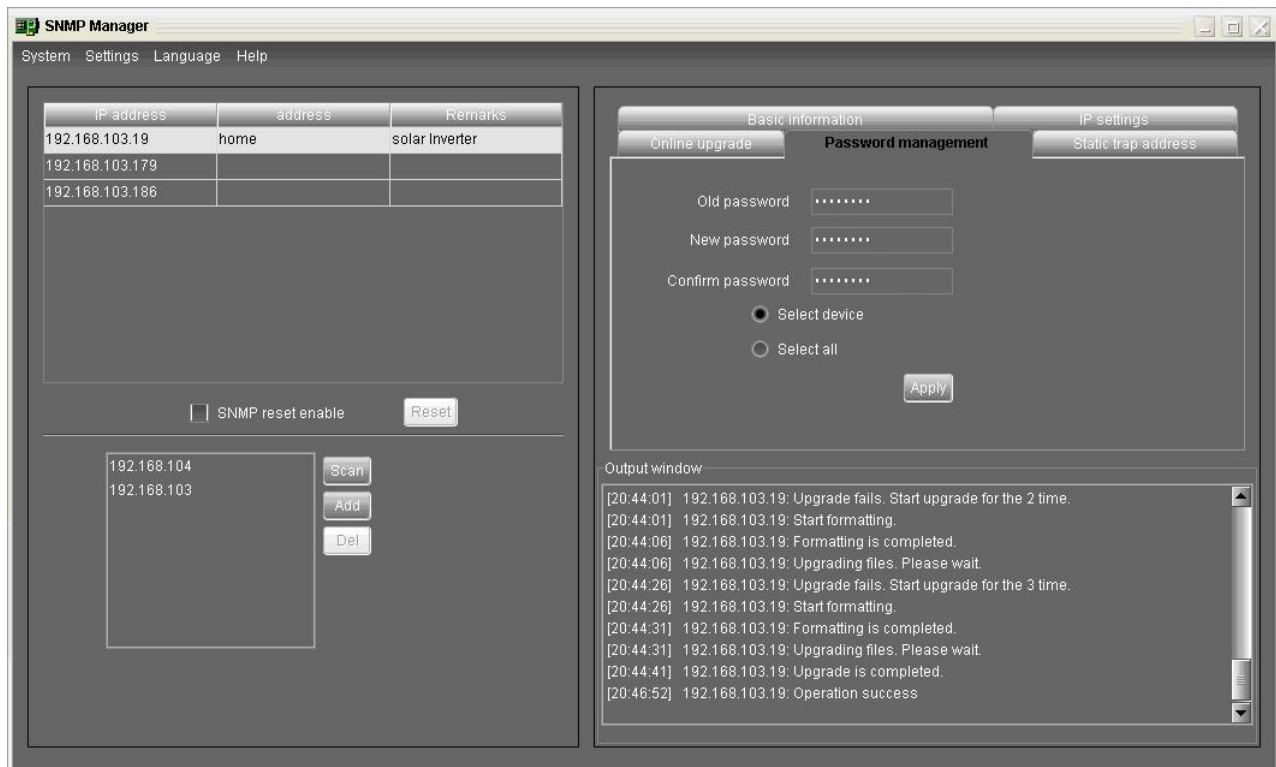 SNMP Manager
System Settings Language Help
IP address address Remarks
192.168.103.19 home solar Inverter
192.168.103.179
192.168.103.186
SNMP reset enable Reset
192.168.104
192.168.103
Scan
Add
Del
Basic information IP settings
Online upgrade Password management Static trap address
Old password ••••••••
New password ••••••••
Confirm password ••••••••
Select device
Select all
Apply
Output window
[20:44:01] 192.168.103.19: Upgrade fails. Start upgrade for the 2 time.
[20:44:01] 192.168.103.19: Start formatting.
[20:44:06] 192.168.103.19: Formatting is completed.
[20:44:06] 192.168.103.19: Upgrading files. Please wait.
[20:44:26] 192.168.103.19: Upgrade fails. Start upgrade for the 3 time.
[20:44:26] 192.168.103.19: Start formatting.
[20:44:31] 192.168.103.19: Formatting is completed.
[20:44:31] 192.168.103.19: Upgrading files. Please wait.
[20:44:41] 192.168.103.19: Upgrade is completed.
[20:46:52] 192.168.103.19: Operation success